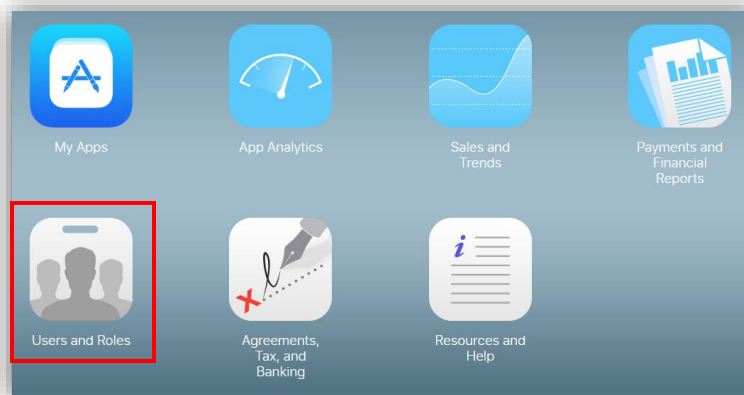 My Apps
App Analytics
Sales and
Trends
Payments and
Financial
Reports
Users and Roles
Agreements,
Tax, and
Banking
Resources and
Help